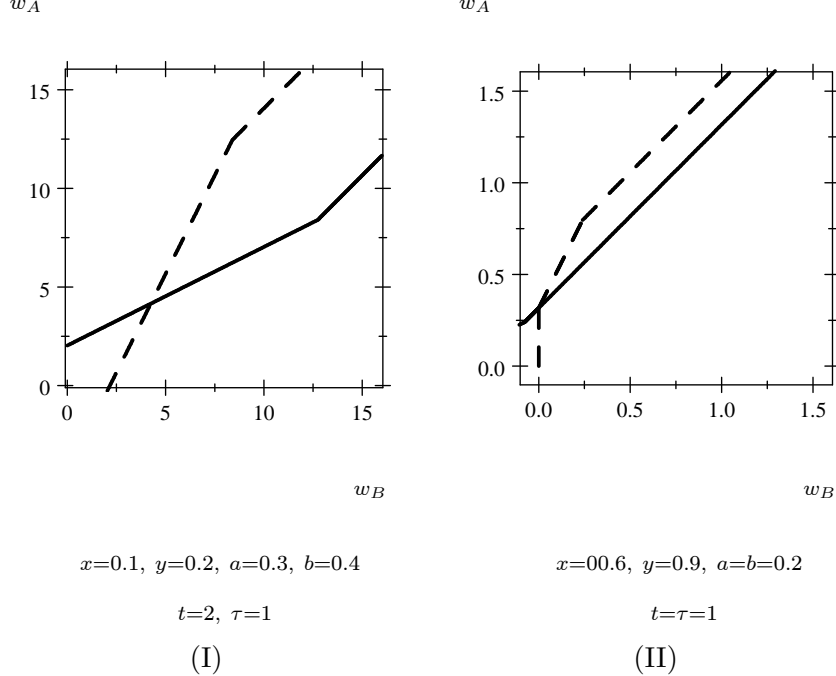 w_A w_A
15
10
5
0
0 5 10 15
w_B
1.5
1.0
0.5
0.0
0.0 0.5 1.0 1.5
w_B
x=0.1, y=0.2, a=0.3, b=0.4
t=2, τ=1
(I)
x=00.6, y=0.9, a=b=0.2
t=τ=1
(II)